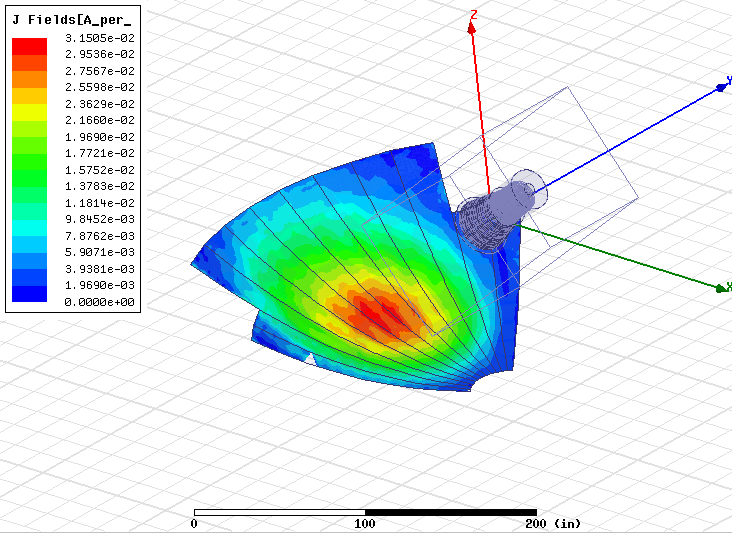 J Fields[A_per_
3.1505e-02
2.9536e-02
2.7567e-02
2.5598e-02
2.3629e-02
2.1660e-02
1.9690e-02
1.7721e-02
1.5752e-02
1.3782e-02
1.1814e-02
9.8452e-03
7.8762e-03
5.9071e-03
3.9381e-03
1.9690e-03
0.0000e+00
Z
Y
X
0 100 200 (in)